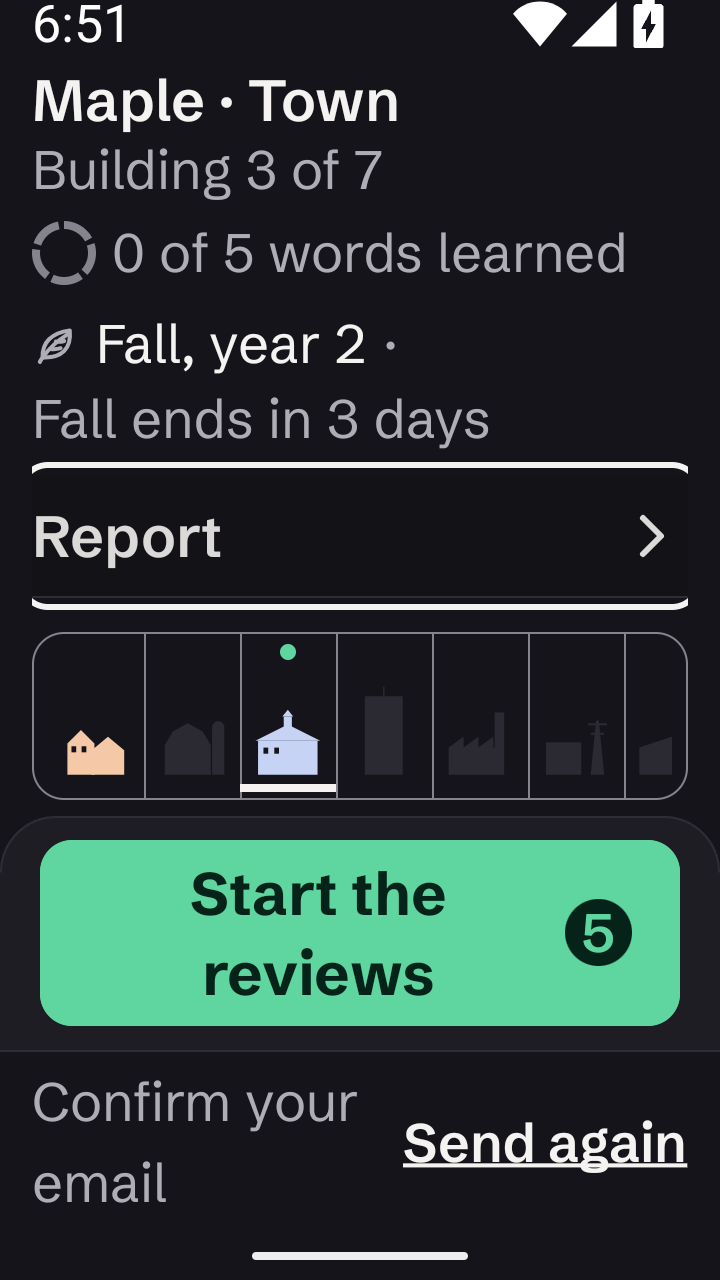 6:51
Maple · Town
Building 3 of 7
0 of 5 words learned
Fall, year 2 ·
Fall ends in 3 days
Report
Start the
reviews
5
Confirm your
email
Send again